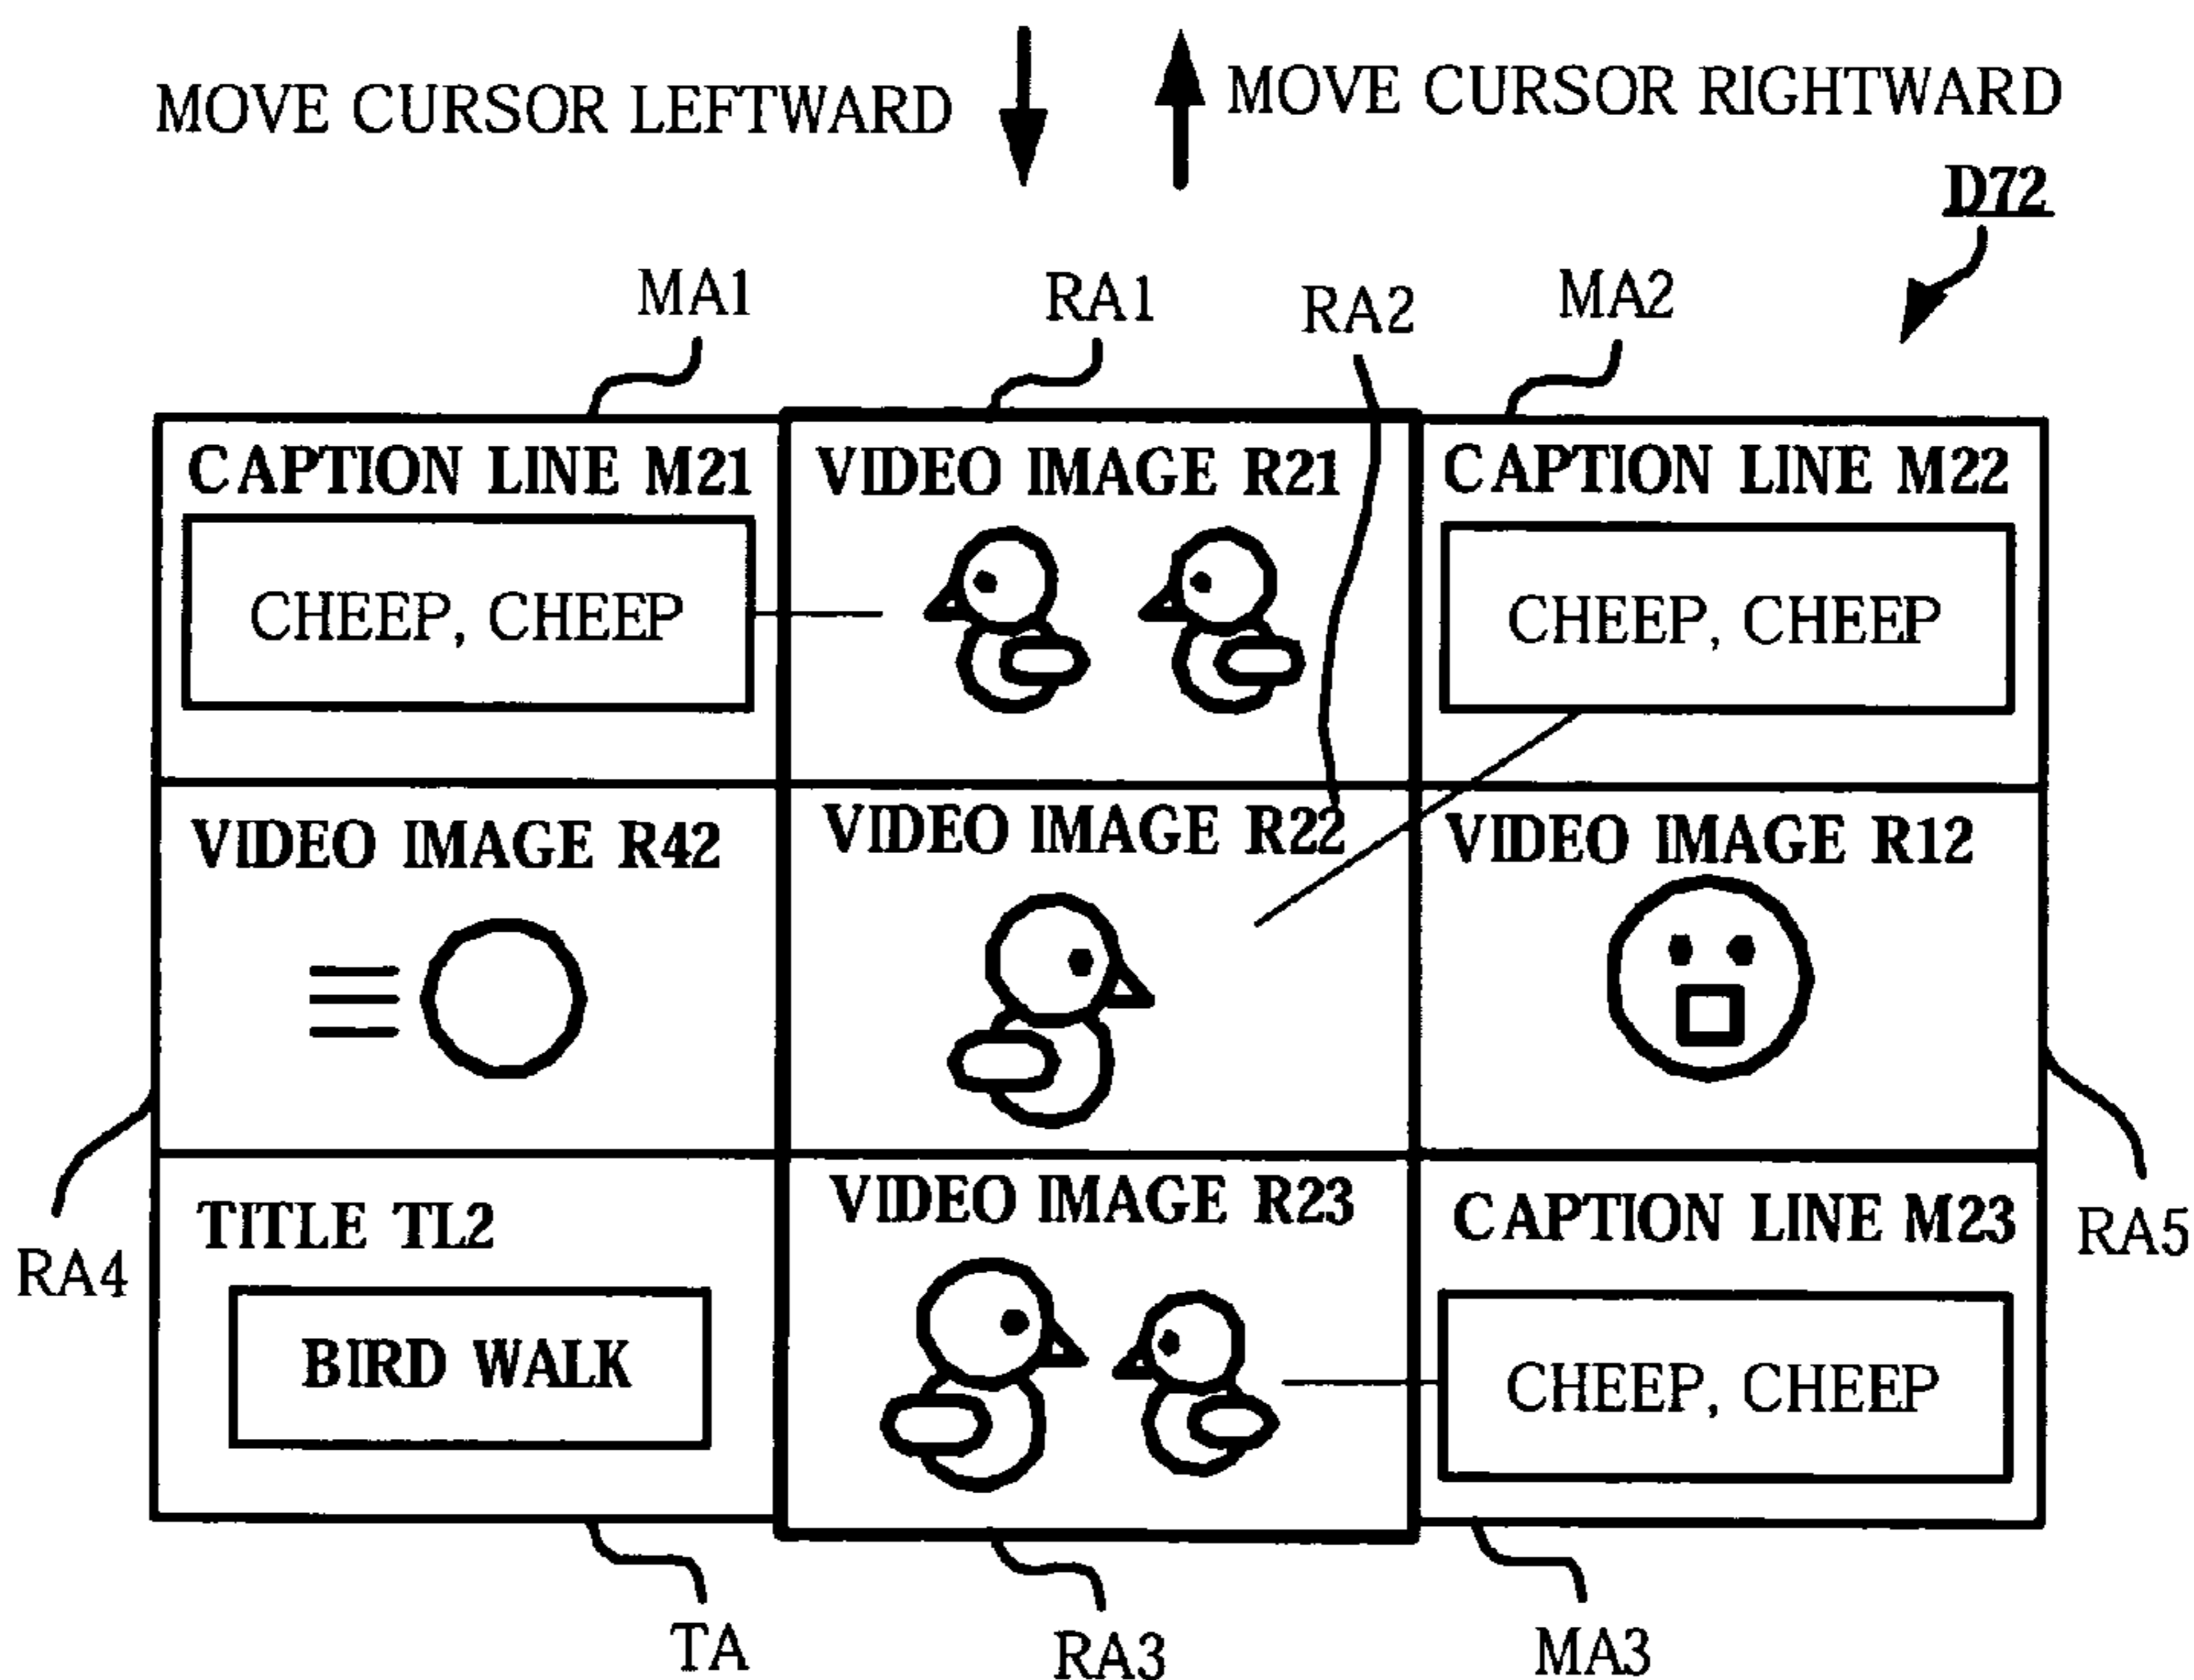 MOVE CURSOR LEFTWARD
MOVE CURSOR RIGHTWARD
D72
MA1
RA1
RA2
MA2
CAPTION LINE M21
VIDEO IMAGE R21
CAPTION LINE M22
CHEEP, CHEEP
CHEEP, CHEEP
VIDEO IMAGE R42
VIDEO IMAGE R22
VIDEO IMAGE R12
TITLE TL2
VIDEO IMAGE R23
CAPTION LINE M23
RA4
RA5
BIRD WALK
CHEEP, CHEEP
TA
RA3
MA3